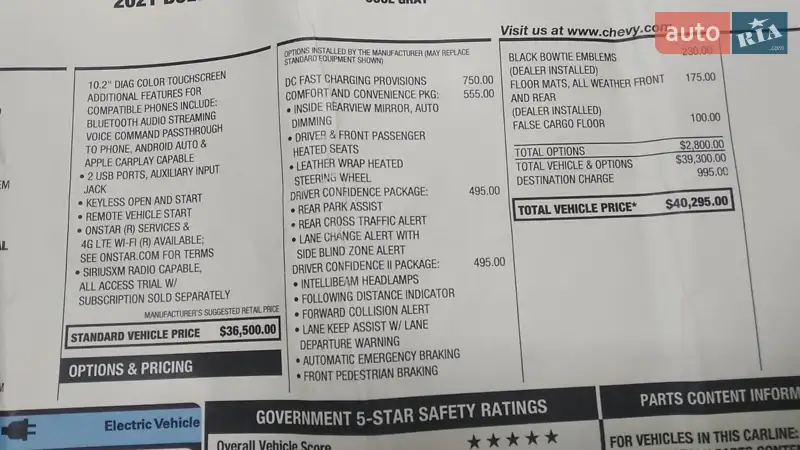 2021
Visit us at www.chevy.com
auto RIA
.com
10.2" DIAG COLOR TOUCHSCREEN
ADDITIONAL FEATURES FOR
COMPATIBLE PHONES INCLUDE:
BLUETOOTH AUDIO STREAMING
VOICE COMMAND PASSTHROUGH
TO PHONE, ANDROID AUTO &
APPLE CARPLAY CAPABLE
• 2 USB PORTS, AUXILIARY INPUT
JACK
• KEYLESS OPEN AND START
• REMOTE VEHICLE START
• ONSTAR (R) SERVICES &
4G LTE WI-FI (R) AVAILABLE;
SEE ONSTAR.COM FOR TERMS
• SIRIUSXM RADIO CAPABLE,
ALL ACCESS TRIAL W/
SUBSCRIPTION SOLD SEPARATELY
MANUFACTURER'S SUGGESTED RETAIL PRICE
STANDARD VEHICLE PRICE $36,500.00
OPTIONS & PRICING
OPTIONS INSTALLED BY THE MANUFACTURER (MAY REPLACE
STANDARD EQUIPMENT SHOWN)
DC FAST CHARGING PROVISIONS 750.00
COMFORT AND CONVENIENCE PKG: 555.00
• INSIDE REARVIEW MIRROR, AUTO
DIMMING
• DRIVER & FRONT PASSENGER
HEATED SEATS
• LEATHER WRAP HEATED
STEERING WHEEL
DRIVER CONFIDENCE PACKAGE: 495.00
• REAR PARK ASSIST
• REAR CROSS TRAFFIC ALERT
• LANE CHANGE ALERT WITH
SIDE BLIND ZONE ALERT
DRIVER CONFIDENCE II PACKAGE: 495.00
• INTELLIBEAM HEADLAMPS
• FOLLOWING DISTANCE INDICATOR
• FORWARD COLLISION ALERT
• LANE KEEP ASSIST W/ LANE
DEPARTURE WARNING
• AUTOMATIC EMERGENCY BRAKING
• FRONT PEDESTRIAN BRAKING
BLACK BOWTIE EMBLEMS 230.00
(DEALER INSTALLED)
FLOOR MATS, ALL WEATHER FRONT 175.00
AND REAR
(DEALER INSTALLED)
FALSE CARGO FLOOR 100.00
TOTAL OPTIONS $2,800.00
TOTAL VEHICLE & OPTIONS $39,300.00
DESTINATION CHARGE 995.00
TOTAL VEHICLE PRICE* $40,295.00
Electric Vehicle
GOVERNMENT 5-STAR SAFETY RATINGS
Overall Vehicle Score ★★★★★
PARTS CONTENT INFORM
FOR VEHICLES IN THIS CARLINE: